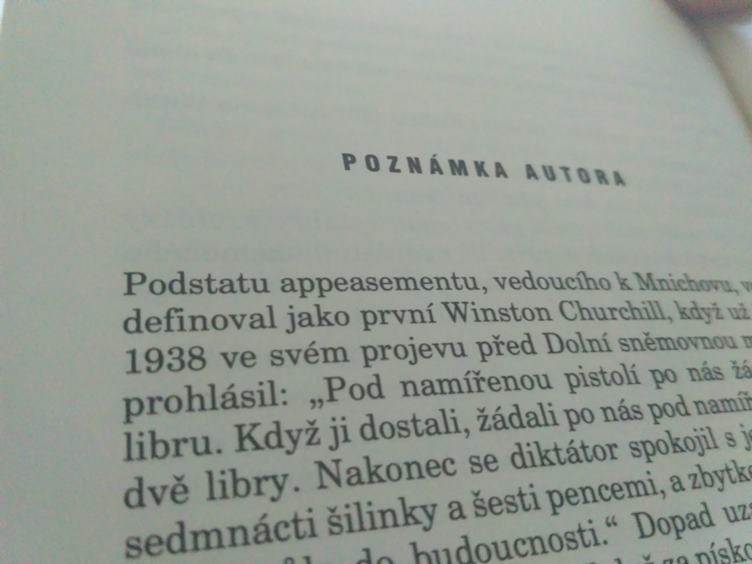 POZNÁMKA AUTORA
Podstatu appeasementu, vedoucího k Mnichovu,
definoval jako první Winston Churchill, když už
1938 ve svém projevu před Dolní sněmovnou
prohlásil: „Pod namířenou pistolí po nás
libru. Když ji dostali, žádali po nás pod
dvě libry. Nakonec se diktátor spokojil s
sedmnácti šilinky a šesti pencemi, a
do budoucnosti.“ Dopad
za